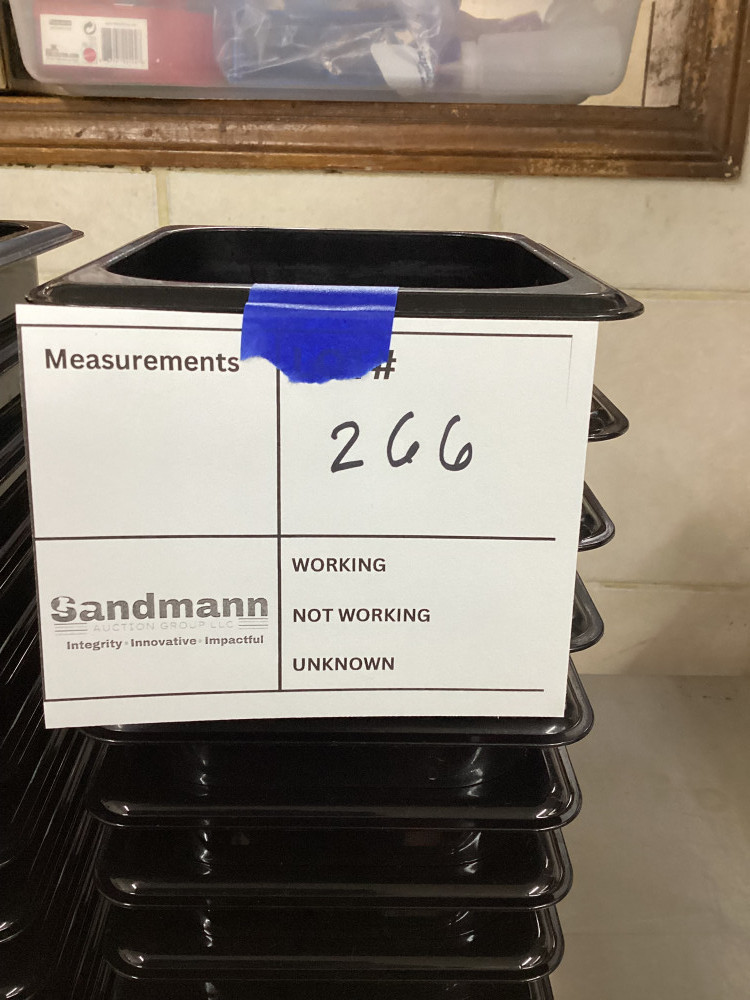 Measurements
#
266
WORKING
Sandmann
AUCTION GROUP LLC
Integrity • Innovative • Impactful
NOT WORKING
UNKNOWN